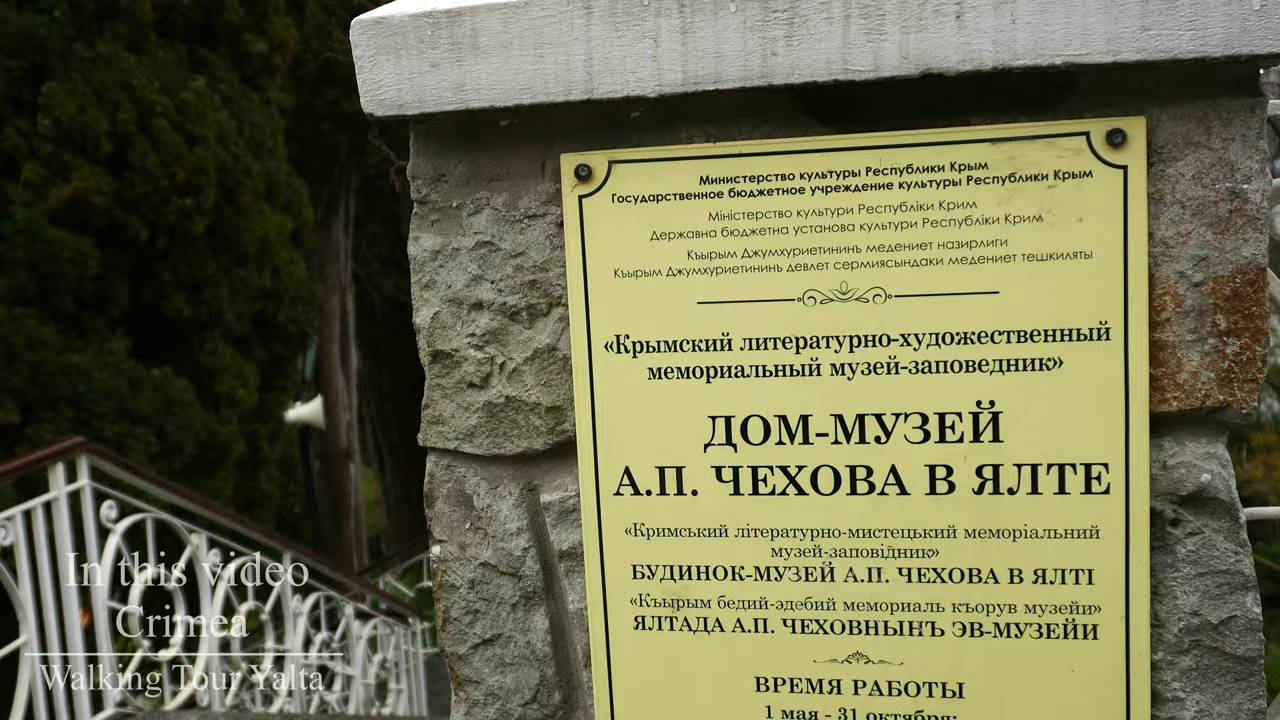 Министерство культуры Республики Крым
Государственное бюджетное учреждение культуры Республики Крым
Міністерство культури Республіки Крим
Державна бюджетна установа культури Республіки Крим
Къырым Джумхуриетининъ медениет назирлиги
Къырым Джумхуриетининъ девлет сермиясындаки медениет тешкиляты
«Крымский литературно-художественный
мемориальный музей-заповедник»
ДОМ-МУЗЕЙ
А.П. ЧЕХОВА В ЯЛТЕ
«Кримський літературно-мистецький меморіальний
музей-заповідник»
БУДИНОК-МУЗЕЙ А.П. ЧЕХОВА В ЯЛТІ
«Къырым бедий-эдебий мемориаль къорув музейи»
ЯЛТАДА А.П. ЧЕХОВНЫНЪ ЭВ-МУЗЕЙИ
ВРЕМЯ РАБОТЫ
1 мая - 31 октября:
In this video
Crimea
Walking Tour Yalta